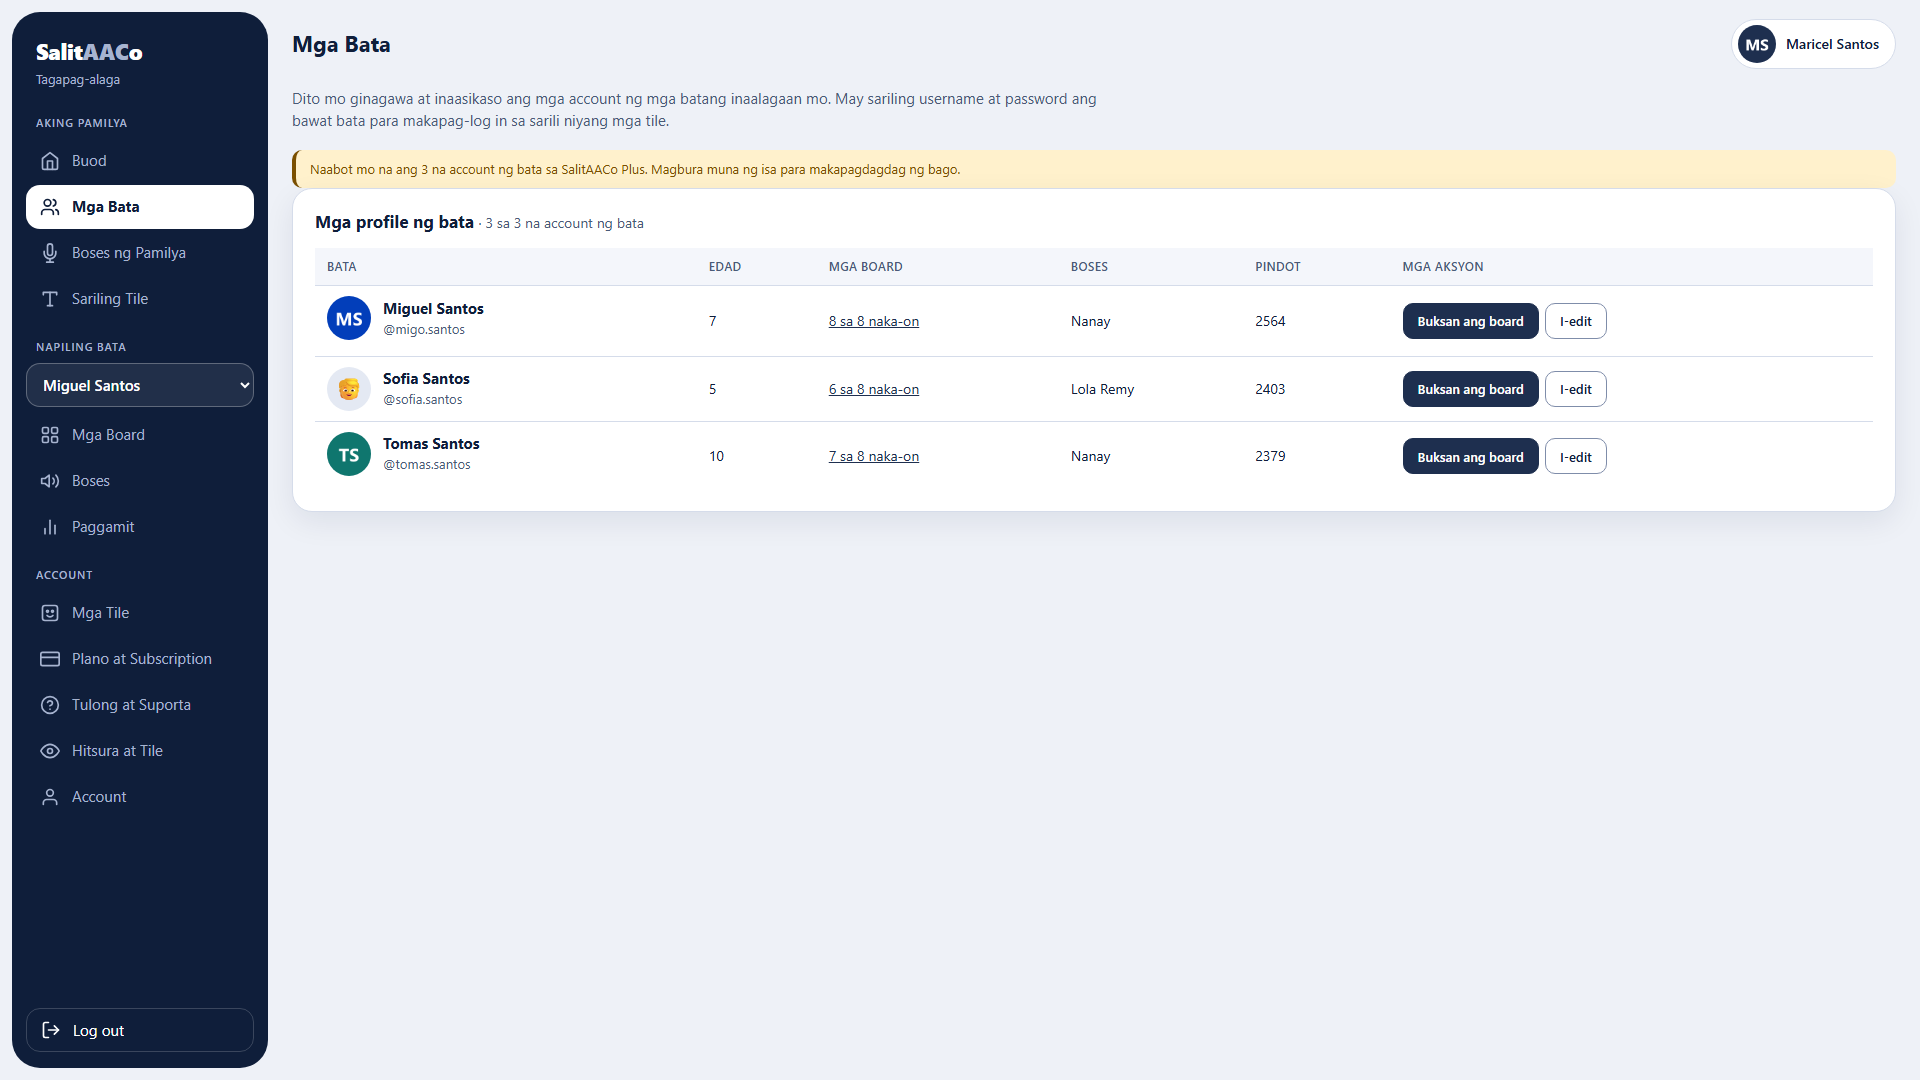 SalitAACo
Tagapag-alaga
AKING PAMILYA
Buod
Mga Bata
Boses ng Pamilya
Sariling Tile
NAPILING BATA
Miguel Santos
Mga Board
Boses
Paggamit
ACCOUNT
Mga Tile
Plano at Subscription
Tulong at Suporta
Hitsura at Tile
Account
Log out
Mga Bata
MS Maricel Santos
Dito mo ginagawa at inaasikaso ang mga account ng mga batang inaalagaan mo. May sariling username at password ang
bawat bata para makapag-log in sa sarili niyang mga tile.
Naabot mo na ang 3 na account ng bata sa SalitAACo Plus. Magbura muna ng isa para makapagdagdag ng bago.
Mga profile ng bata · 3 sa 3 na account ng bata
BATA EDAD MGA BOARD BOSES PINDOT MGA AKSYON
MS Miguel Santos 7 8 sa 8 naka-on Nanay 2564 Buksan ang board I-edit
@migo.santos
Sofia Santos 5 6 sa 8 naka-on Lola Remy 2403 Buksan ang board I-edit
@sofia.santos
TS Tomas Santos 10 7 sa 8 naka-on Nanay 2379 Buksan ang board I-edit
@tomas.santos